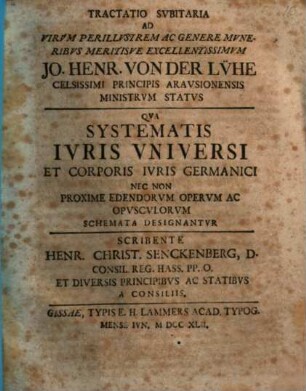 TRACTATIO SVBITARIA
AD
VIRVM PERILLVSTREM AC GENERE MVNE-
RIBVS MERITISVE EXCELLENTISSIMVM
JO. HENR. VON DER LVHE
CELSISSIMI PRINCIPIS ARAVSIONENSIS
MINISTRVM STATVS
QVA
SYSTEMATIS
IVRIS VNIVERSI
ET CORPORIS IVRIS GERMANICI
NEC NON
PROXIME EDENDORVM OPERVM AC
OPVSCVLORVM
SCHEMATA DESIGNANTVR
SCRIBENTE
HENR. CHRIST. SENCKENBERG, D.
CONSIL. REG. HASS. PP. O.
ET DIVERSIS PRINCIPIBVS AC STATIBVS
A CONSILIIS,
GISSAE, TYPIS E. H. LAMMERS ACAD. TYPOG.
MENS. IVN, M DCC